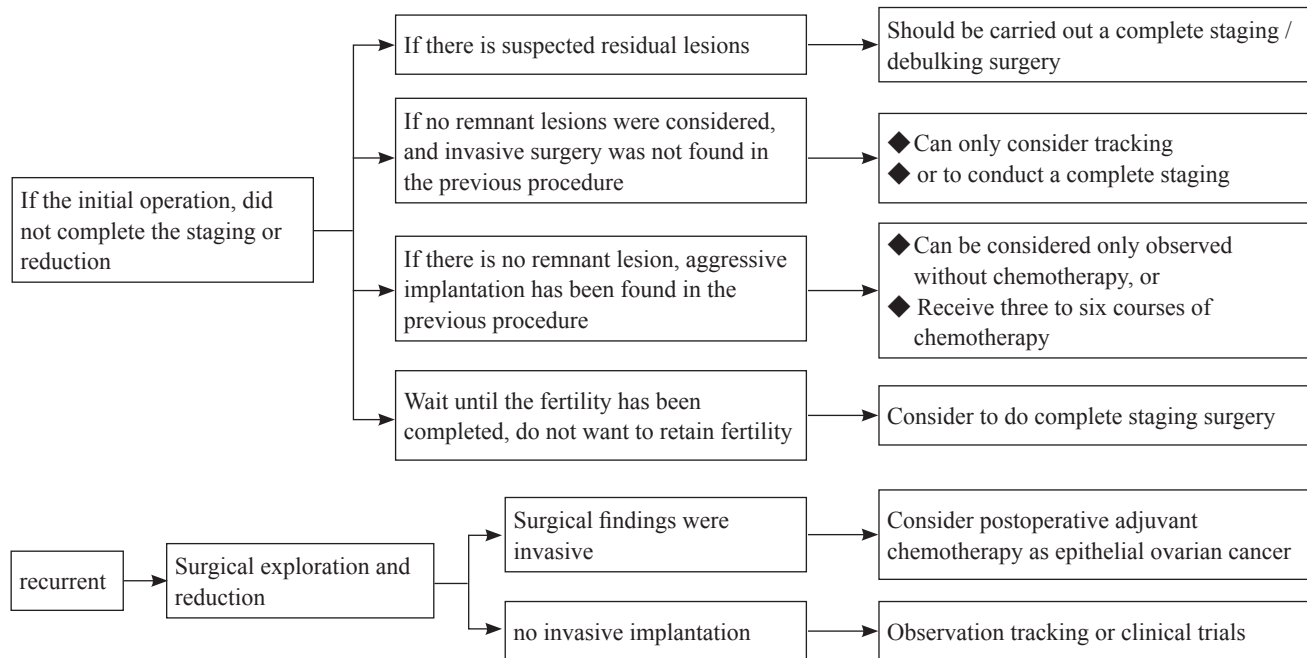 If the initial operation, did
not complete the staging or
reduction
If there is suspected residual lesions
Should be carried out a complete staging /
debulking surgery
If no remnant lesions were considered,
and invasive surgery was not found in
the previous procedure
◆ Can only consider tracking
◆ or to conduct a complete staging
If there is no remnant lesion, aggressive
implantation has been found in the
previous procedure
◆ Can be considered only observed
without chemotherapy, or
◆ Receive three to six courses of
chemotherapy
Wait until the fertility has been
completed, do not want to retain fertility
Consider to do complete staging surgery
recurrent
Surgical exploration and
reduction
Surgical findings were
invasive
Consider postoperative adjuvant
chemotherapy as epithelial ovarian cancer
no invasive implantation
Observation tracking or clinical trials